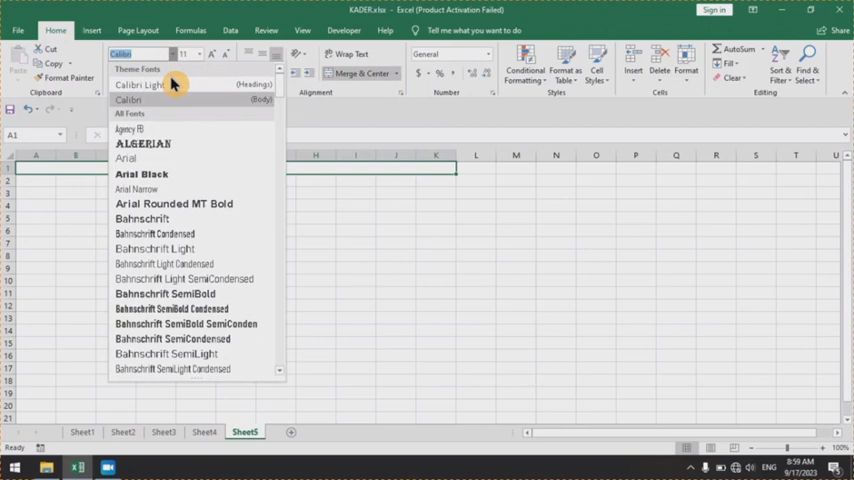 KADER.xlsx - Excel (Product Activation Failed)
Sign in
File Home Insert Formulas Data Review View Developer Help Tell me what you want to do Share
Cut
Copy
Format Painter
Paste
Clipboard
Calibri 11
Wrap Text
Merge & Center
Alignment
General
$ % ,
Number
Conditional Formatting
Format as Table
Cell Styles
Styles
Insert Delete Format
Cells
AutoSum
Fill
Clear
Sort & Filter
Find & Select
Editing
A1
Theme Fonts
Calibri Light (Headings)
Calibri (Body)
All Fonts
Agency FB
ALGERIAN
Arial
Arial Black
Arial Narrow
Arial Rounded MT Bold
Bahnschrift
Bahnschrift Condensed
Bahnschrift Light
Bahnschrift Light Condensed
Bahnschrift Light SemiCondensed
Bahnschrift SemiBold
Bahnschrift SemiBold Condensed
Bahnschrift SemiBold SemiConden
Bahnschrift SemiCondensed
Bahnschrift SemiLight
Bahnschrift SemiLight Condensed
A B H I J K L M N O P Q R S T U
1
2
3
4
5
6
7
8
9
10
11
12
13
14
15
16
17
18
19
20
21
Sheet1 Sheet2 Sheet3 Sheet4 Sheet5
Ready
100%
ENG
8:59 AM
9/17/2023